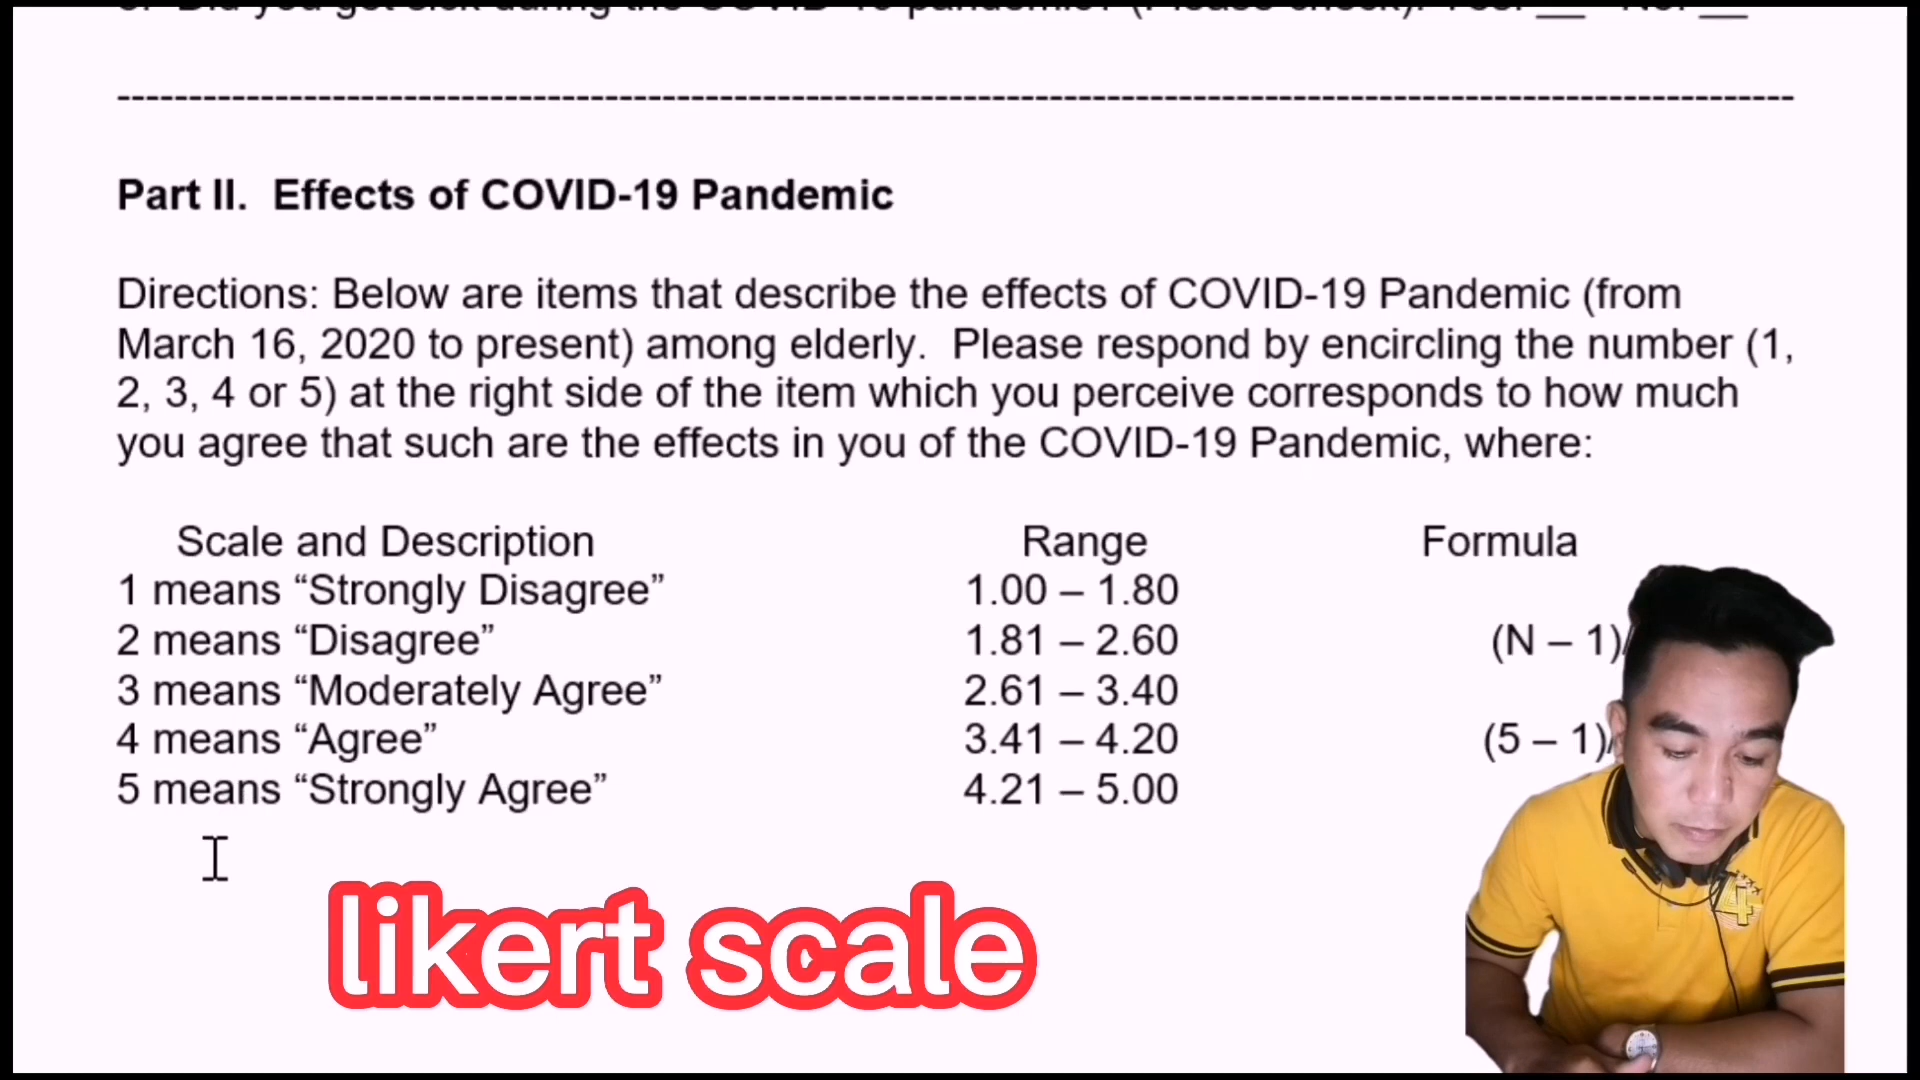 Part II. Effects of COVID-19 Pandemic
Directions: Below are items that describe the effects of COVID-19 Pandemic (from
March 16, 2020 to present) among elderly. Please respond by encircling the number (1,
2, 3, 4 or 5) at the right side of the item which you perceive corresponds to how much
you agree that such are the effects in you of the COVID-19 Pandemic, where:
Scale and Description Range Formula
1 means “Strongly Disagree” 1.00 – 1.80
2 means “Disagree” 1.81 – 2.60 (N – 1)/
3 means “Moderately Agree” 2.61 – 3.40
4 means “Agree” 3.41 – 4.20 (5 – 1)/
5 means “Strongly Agree” 4.21 – 5.00
likert scale